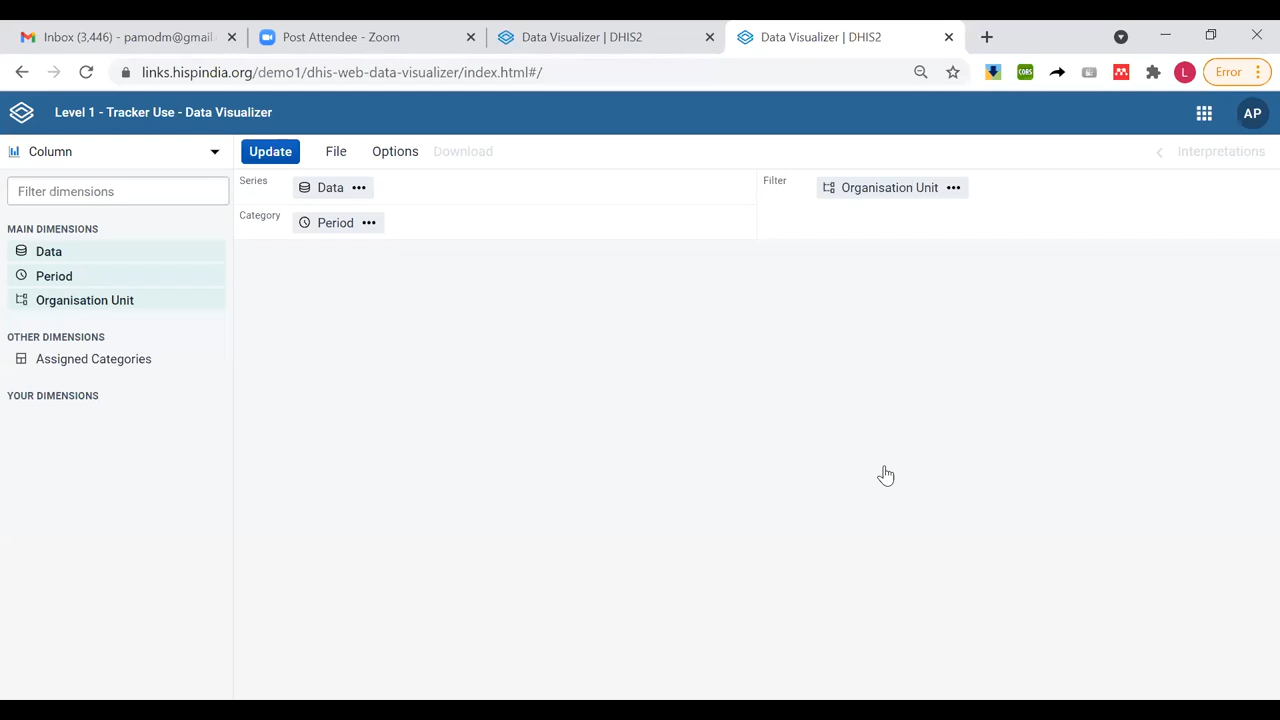 Inbox (3,446) - pamodm@gmail.
Post Attendee - Zoom
Data Visualizer | DHIS2
Data Visualizer | DHIS2
links.hispindia.org/demo1/dhis-web-data-visualizer/index.html#/
CORS
L
Error
Level 1 - Tracker Use - Data Visualizer
AP
Column
Update
File
Options
Download
Interpretations
Filter dimensions
MAIN DIMENSIONS
Data
Period
Organisation Unit
OTHER DIMENSIONS
Assigned Categories
YOUR DIMENSIONS
Series
Data
Category
Period
Filter
Organisation Unit